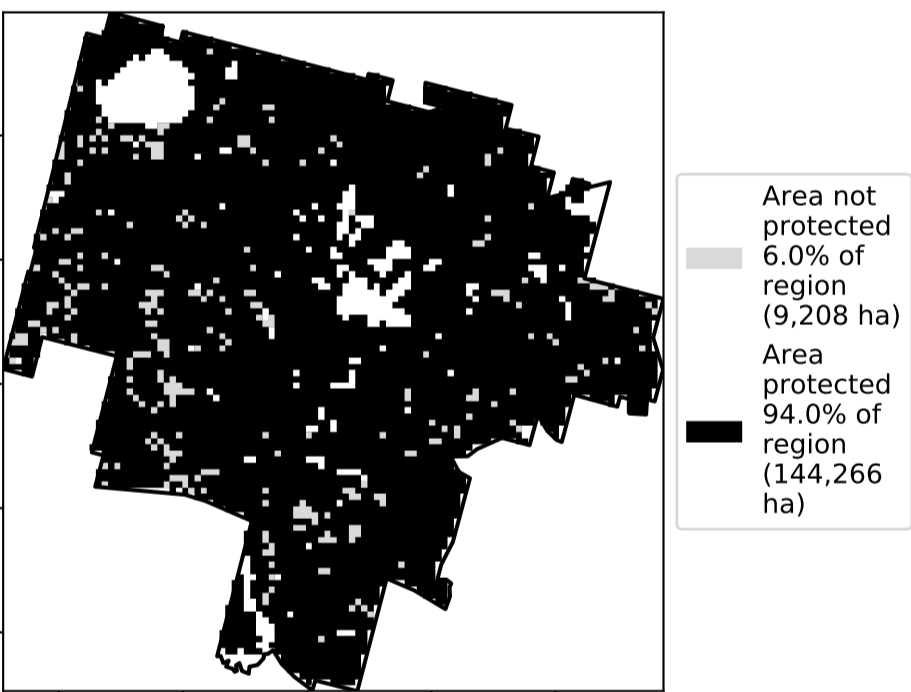 Area not
protected
6.0% of
region
(9,208 ha)
Area
protected
94.0% of
region
(144,266
ha)